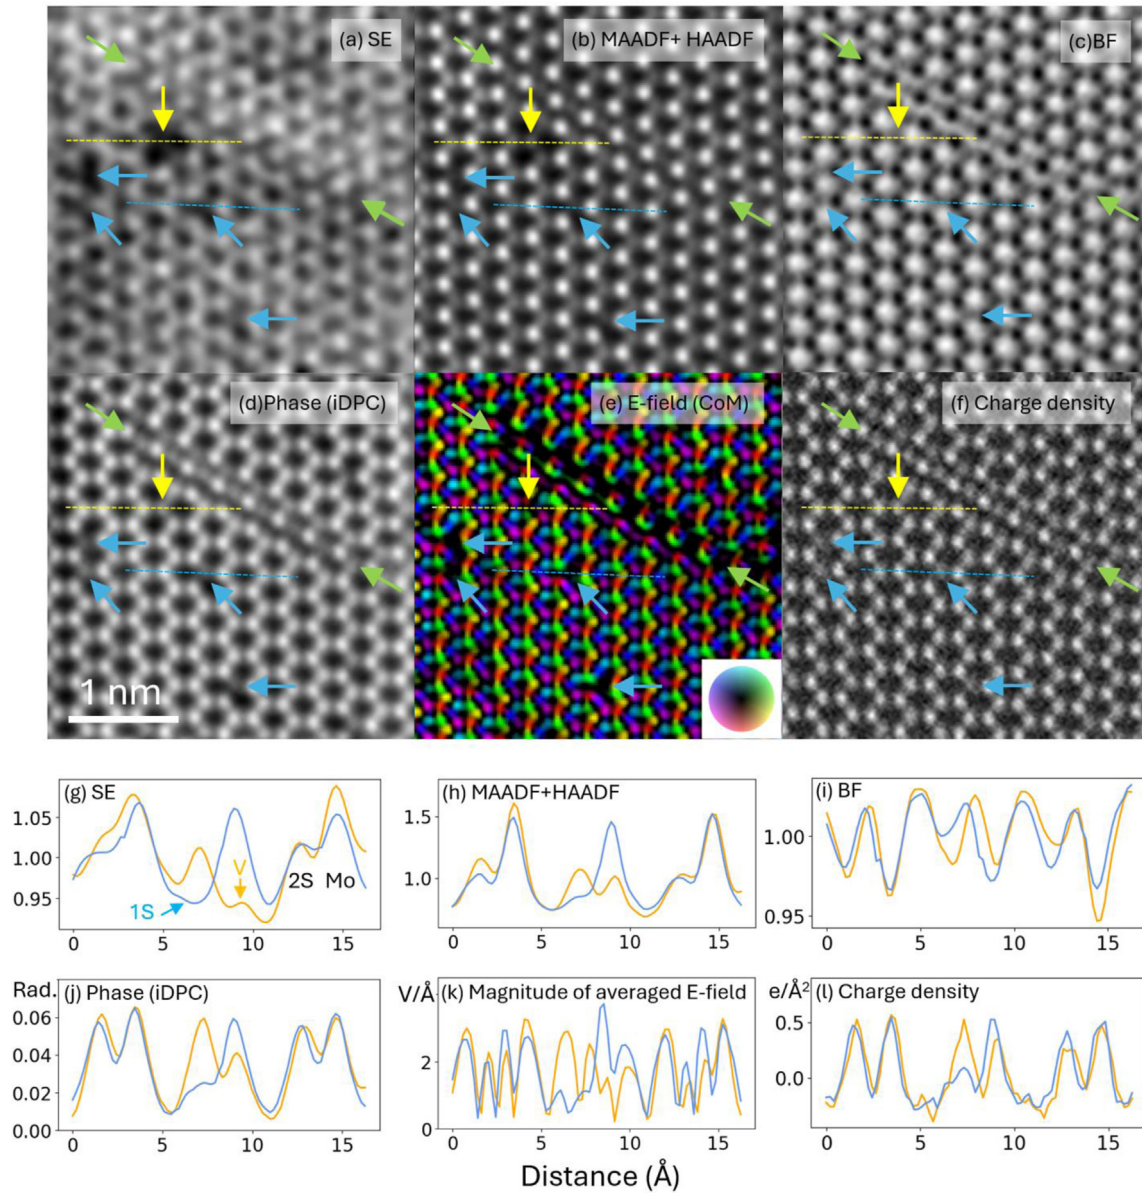 (a) SE
(b) MAADF+ HAADF
(c)BF
(d)Phase (iDPC)
(e) E-field (CoM)
(f) Charge density
1 nm
(g) SE
1.05
1.00
0.95
1S
V
2S Mo
0 5 10 15
(h) MAADF+HAADF
1.5
1.0
0 5 10 15
(i) BF
1.00
0.95
0 5 10 15
Rad.
(j) Phase (iDPC)
0.06
0.04
0.02
0.00
0 5 10 15
V/Å
(k) Magnitude of averaged E-field
2
0
0 5 10 15
e/Å²
(l) Charge density
0.5
0.0
0 5 10 15
Distance (Å)